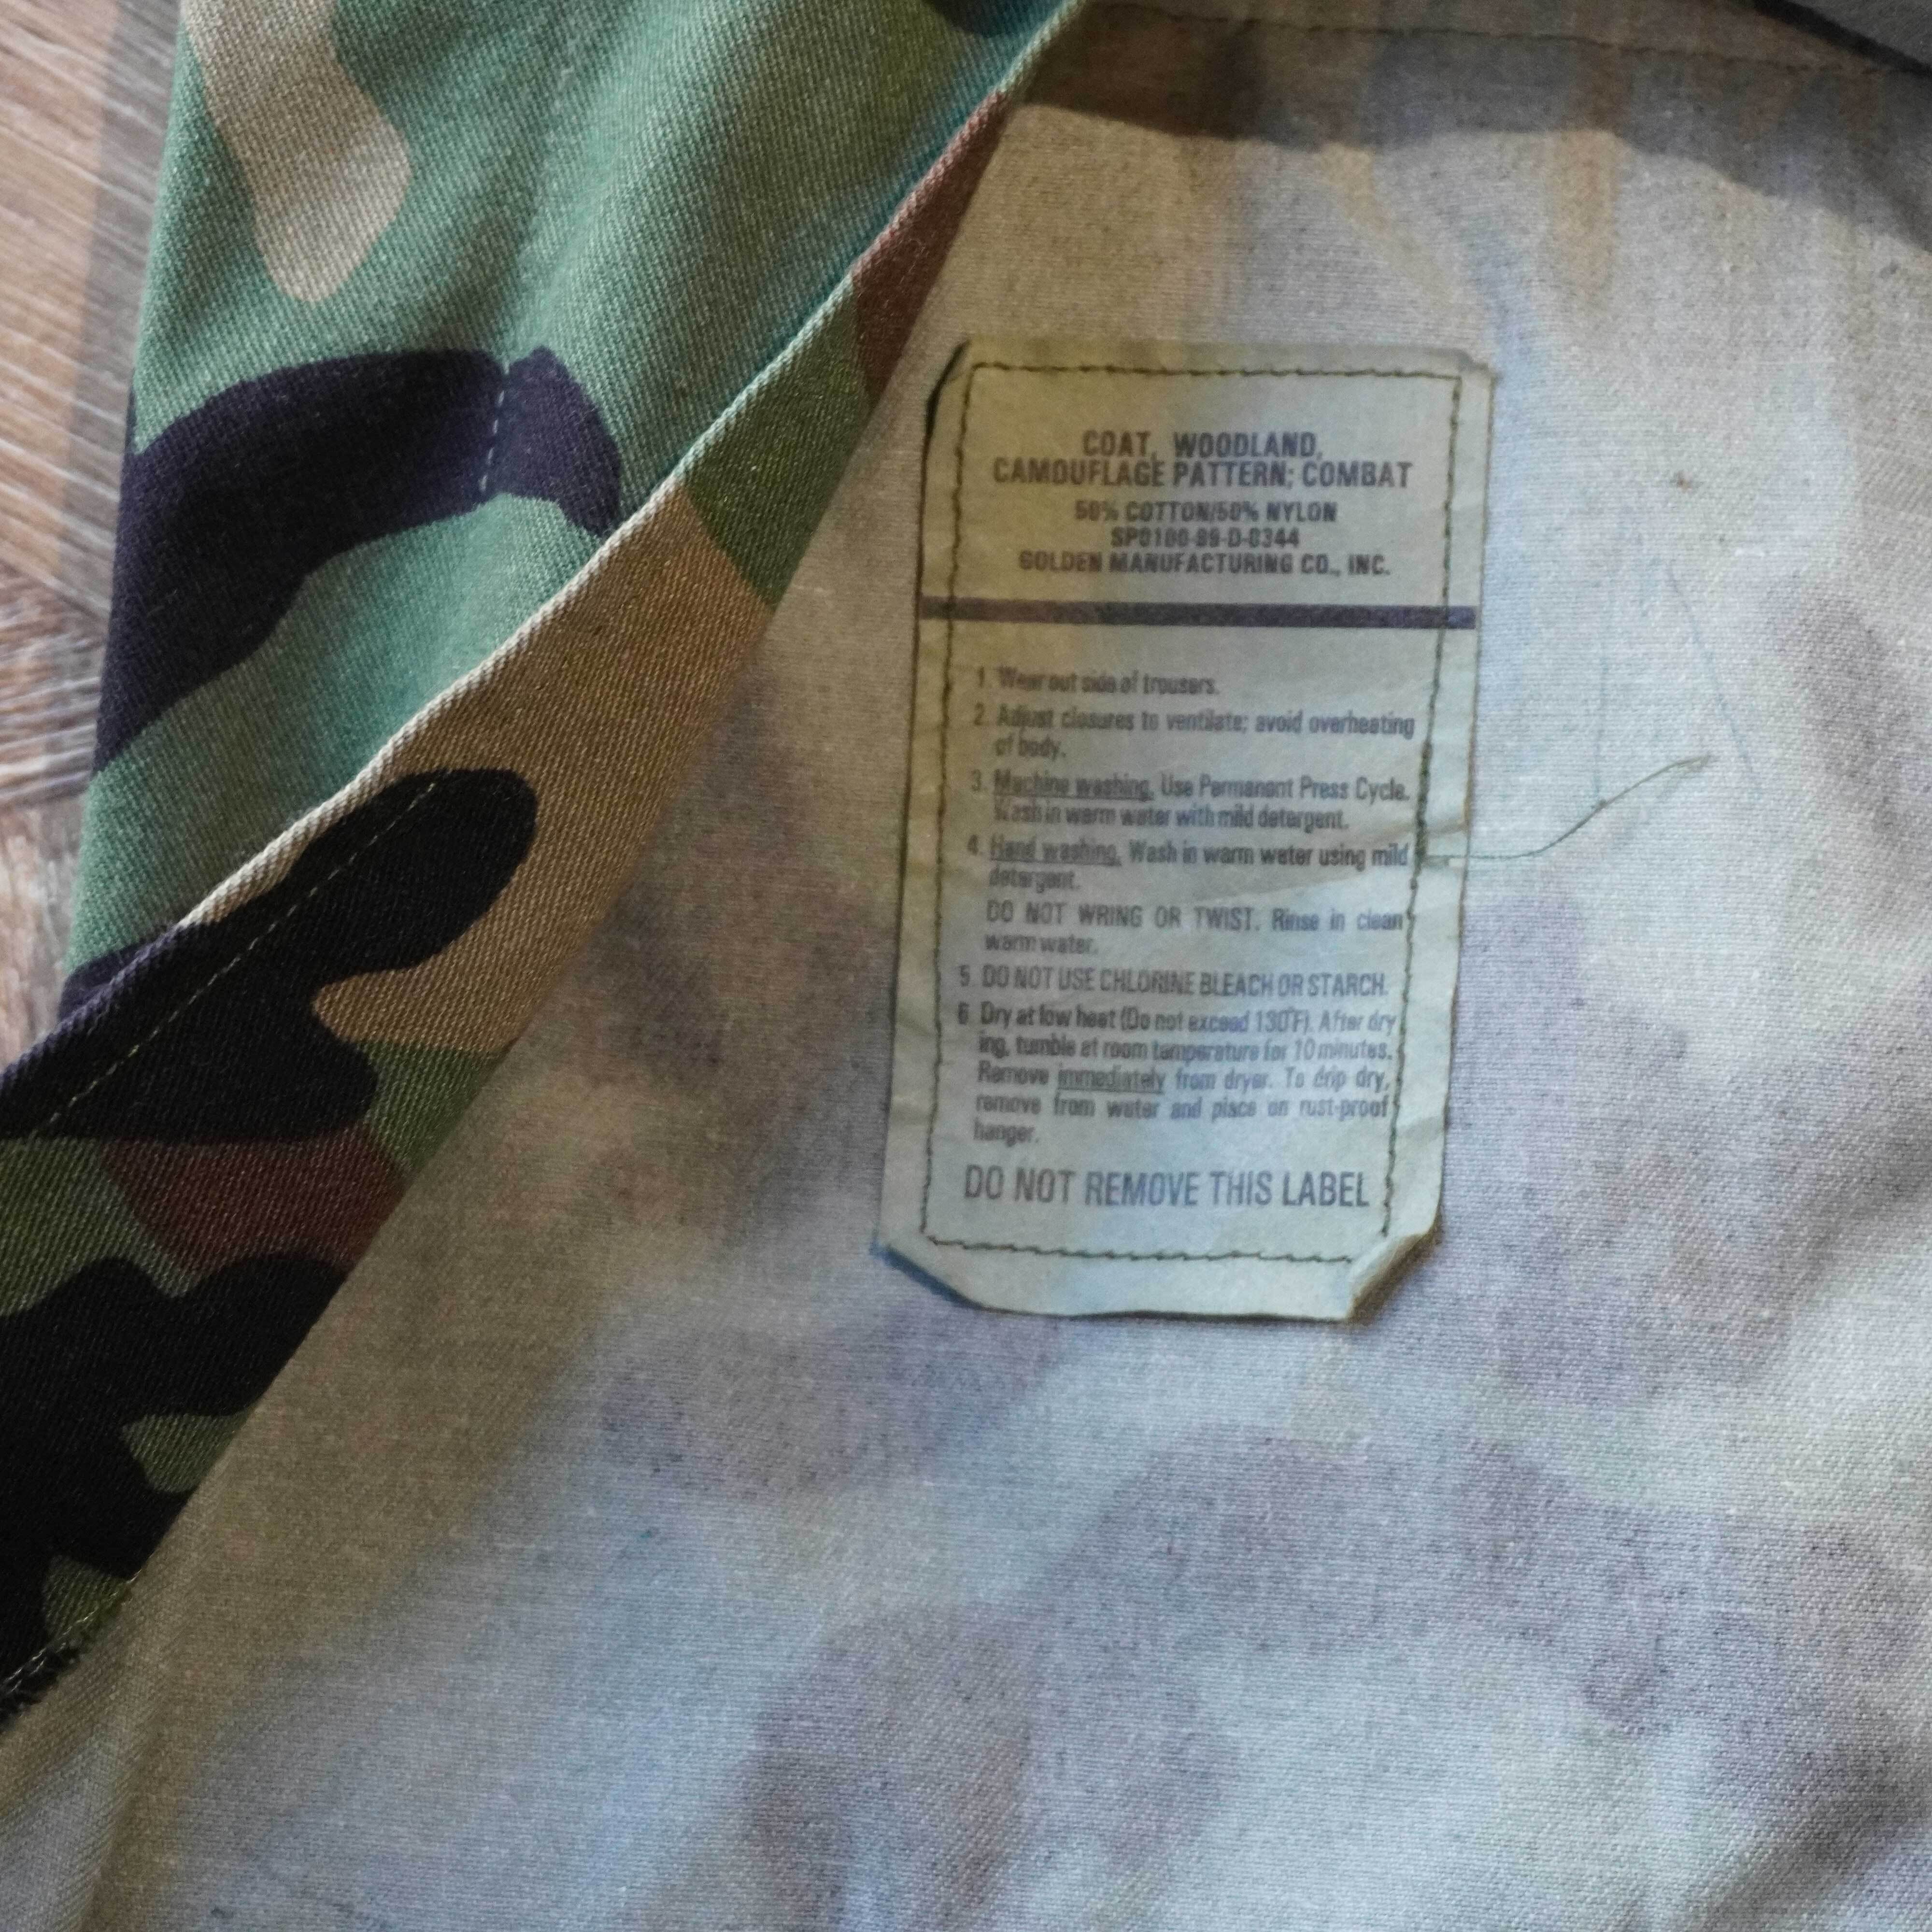 COAT, WOODLAND,
CAMOUFLAGE PATTERN; COMBAT
50% COTTON/50% NYLON
SP0100-99-D-0344
GOLDEN MANUFACTURING CO., INC.
1. Wear out side of trousers.
2. Adjust closures to ventilate; avoid overheating
of body.
3. Machine washing. Use Permanent Press Cycle.
Wash in warm water with mild detergent.
4. Hand washing. Wash in warm water using mild
detergent.
DO NOT WRING OR TWIST. Rinse in clean
warm water.
5. DO NOT USE CHLORINE BLEACH OR STARCH.
6. Dry at low heat (Do not exceed 130°F). After dry
ing, tumble at room temperature for 10 minutes.
Remove immediately from dryer. To drip dry,
remove from water and place on rust-proof
hanger.
DO NOT REMOVE THIS LABEL